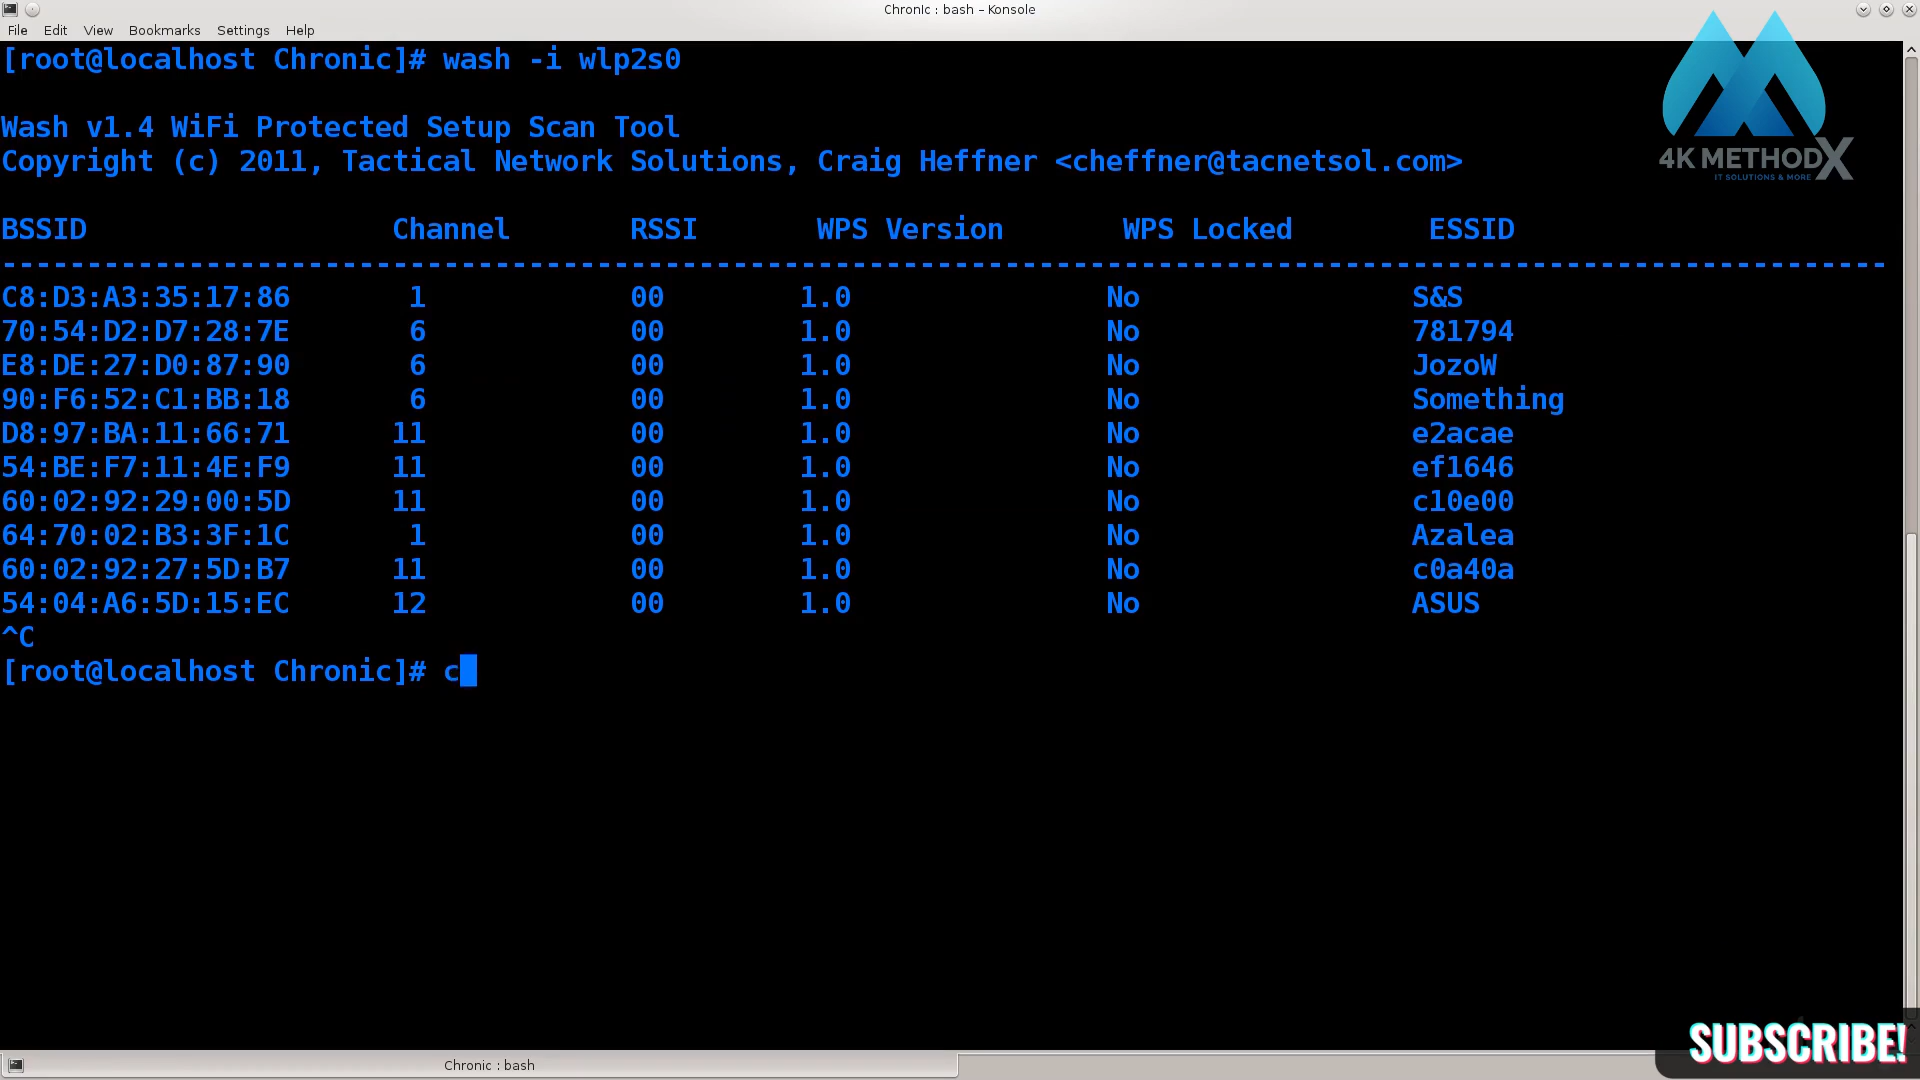 Chronic : bash – Konsole
File Edit View Bookmarks Settings Help
[root@localhost Chronic]# wash -i wlp2s0
Wash v1.4 WiFi Protected Setup Scan Tool
Copyright (c) 2011, Tactical Network Solutions, Craig Heffner <cheffner@tacnetsol.com>
4K METHODX
IT SOLUTIONS & MORE
BSSID Channel RSSI WPS Version WPS Locked ESSID
---------------------------------------------------------------------------------------------------------------
C8:D3:A3:35:17:86 1 00 1.0 No S&S
70:54:D2:D7:28:7E 6 00 1.0 No 781794
E8:DE:27:D0:87:90 6 00 1.0 No JozoW
90:F6:52:C1:BB:18 6 00 1.0 No Something
D8:97:BA:11:66:71 11 00 1.0 No e2acae
54:BE:F7:11:4E:F9 11 00 1.0 No ef1646
60:02:92:29:00:5D 11 00 1.0 No c10e00
64:70:02:B3:3F:1C 1 00 1.0 No Azalea
60:02:92:27:5D:B7 11 00 1.0 No c0a40a
54:04:A6:5D:15:EC 12 00 1.0 No ASUS
^C
[root@localhost Chronic]# c
SUBSCRIBE!
Chronic : bash